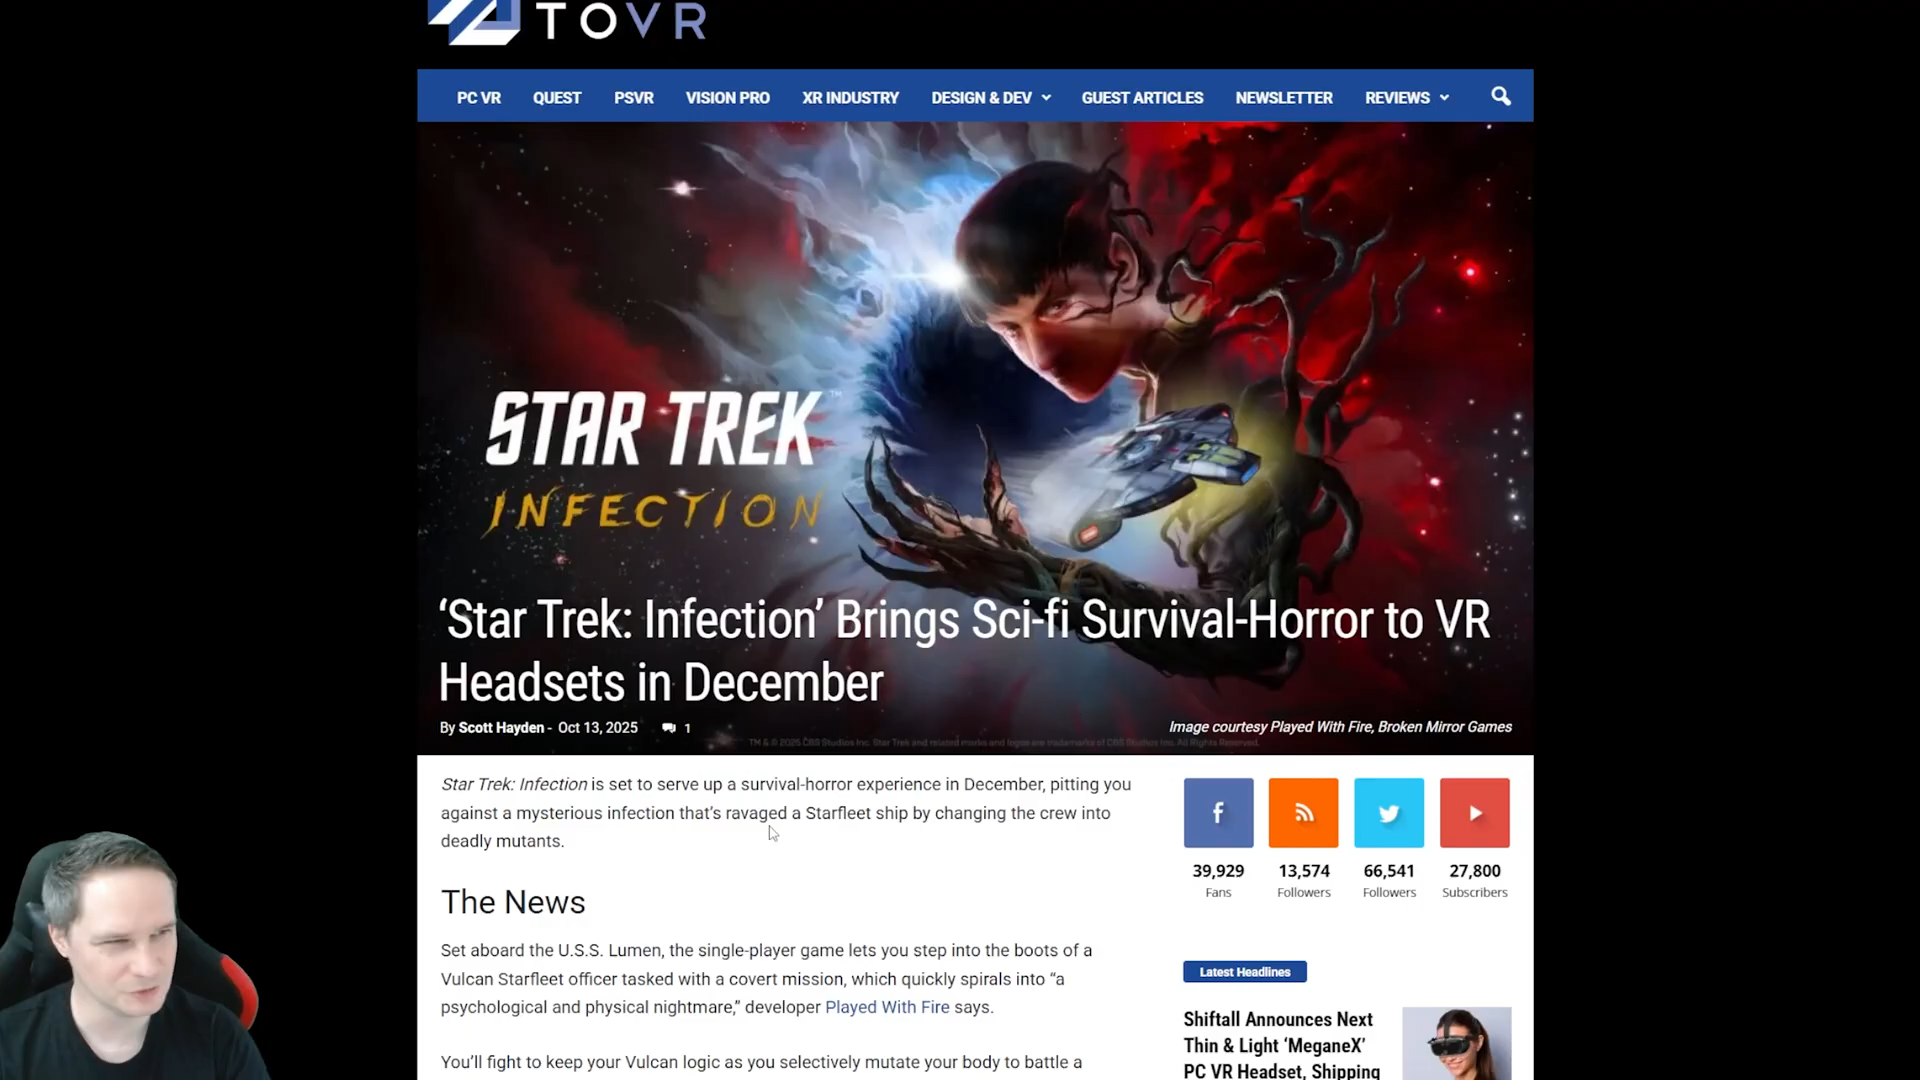 TOVR
PC VR QUEST PSVR VISION PRO XR INDUSTRY DESIGN & DEV GUEST ARTICLES NEWSLETTER REVIEWS
STAR TREK™
INFECTION
‘Star Trek: Infection’ Brings Sci-fi Survival-Horror to VR
Headsets in December
By Scott Hayden - Oct 13, 2025 1
Image courtesy Played With Fire, Broken Mirror Games
TM & © 2025 CBS Studios Inc. Star Trek and related marks and logos are trademarks of CBS Studios Inc. All Rights Reserved.
Star Trek: Infection is set to serve up a survival-horror experience in December, pitting you
against a mysterious infection that’s ravaged a Starfleet ship by changing the crew into
deadly mutants.
The News
Set aboard the U.S.S. Lumen, the single-player game lets you step into the boots of a
Vulcan Starfleet officer tasked with a covert mission, which quickly spirals into “a
psychological and physical nightmare,” developer Played With Fire says.
You’ll fight to keep your Vulcan logic as you selectively mutate your body to battle a
39,929 13,574 66,541 27,800
Fans Followers Followers Subscribers
Latest Headlines
Shiftall Announces Next
Thin & Light ‘MeganeX’
PC VR Headset, Shipping